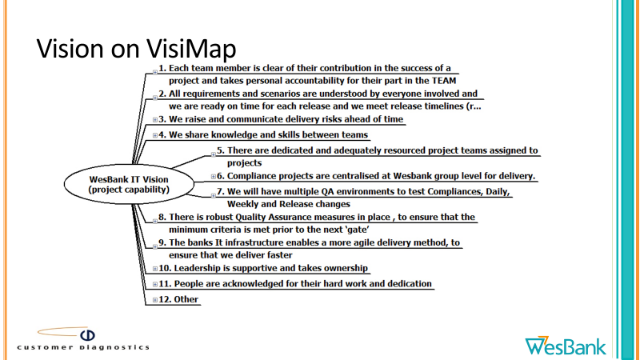 Vision on VisiMap
1. Each team member is clear of their contribution in the success of a
project and takes personal accountability for their part in the TEAM
2. All requirements and scenarios are understood by everyone involved and
we are ready on time for each release and we meet release timelines (r...
3. We raise and communicate delivery risks ahead of time
4. We share knowledge and skills between teams
5. There are dedicated and adequately resourced project teams assigned to
projects
WesBank IT Vision
(project capability)
6. Compliance projects are centralised at Wesbank group level for delivery.
7. We will have multiple QA environments to test Compliances, Daily,
Weekly and Release changes
8. There is robust Quality Assurance measures in place , to ensure that the
minimum criteria is met prior to the next ‘gate’
9. The banks It infrastructure enables a more agile delivery method, to
ensure that we deliver faster
10. Leadership is supportive and takes ownership
11. People are acknowledged for their hard work and dedication
12. Other
CUSTOMER DIAGNOSTICS
WesBank